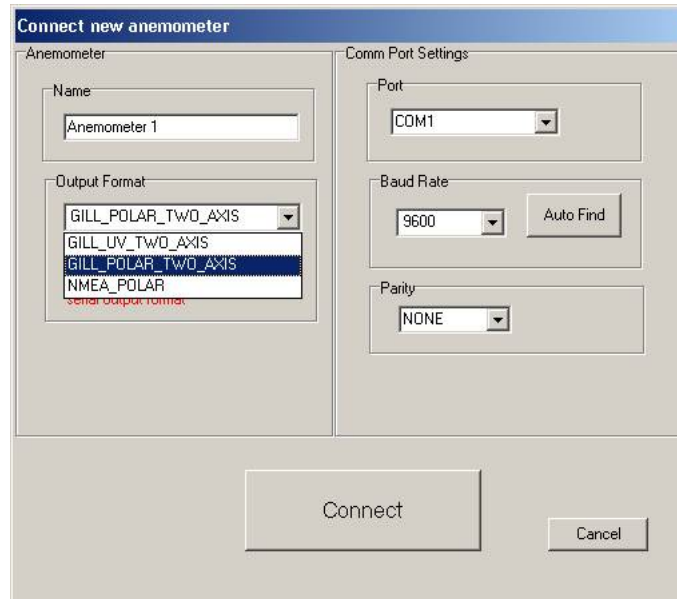 Connect new anemometer
Anemometer
Name
Anemometer 1
Output Format
GILL_POLAR_TWO_AXIS
GILL_UV_TWO_AXIS
GILL_POLAR_TWO_AXIS
NMEA_POLAR
serial output format
Comm Port Settings
Port
COM1
Baud Rate
9600
Auto Find
Parity
NONE
Connect
Cancel